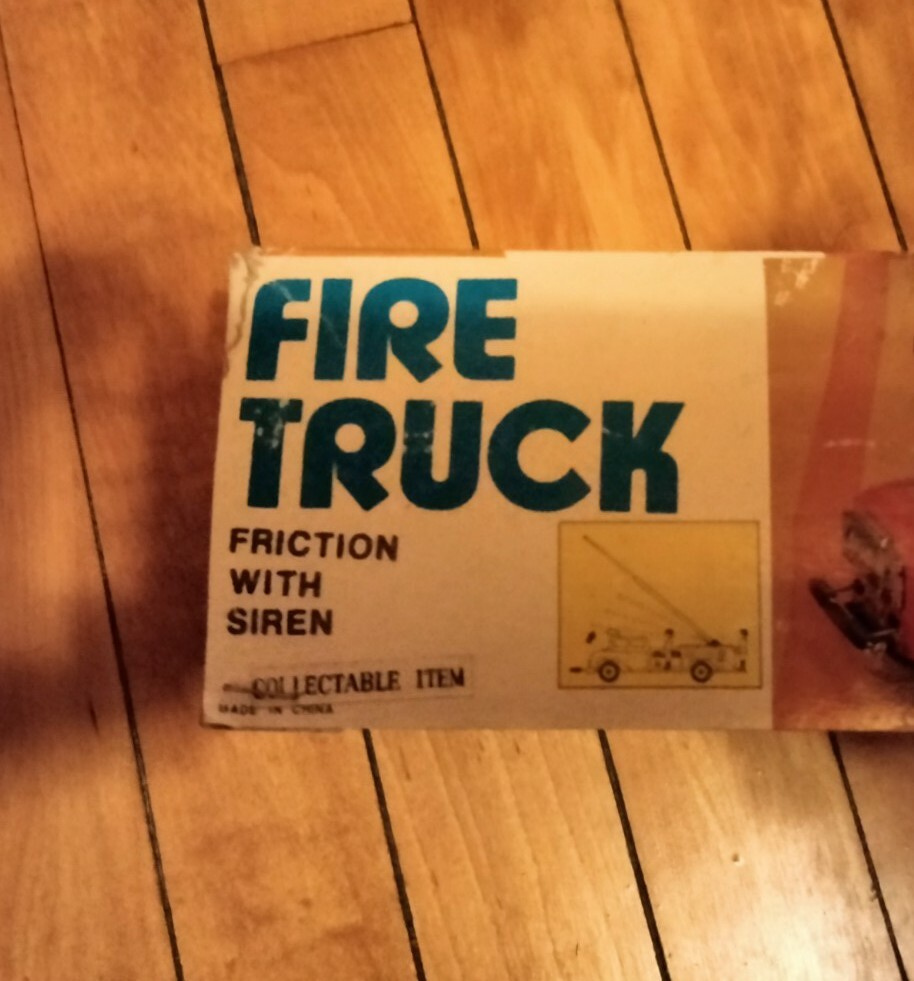 FIRE
TRUCK
FRICTION
WITH
SIREN
COLLECTABLE ITEM
MADE IN CHINA